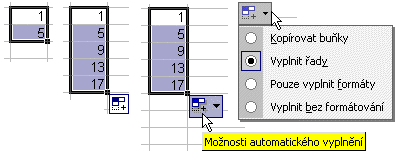 1
5
1
5
9
13
17
1
5
9
13
17
Možnosti automatického vyplnění
Kopírovat buňky
Vyplnit řady
Pouze vyplnit formáty
Vyplnit bez formátování